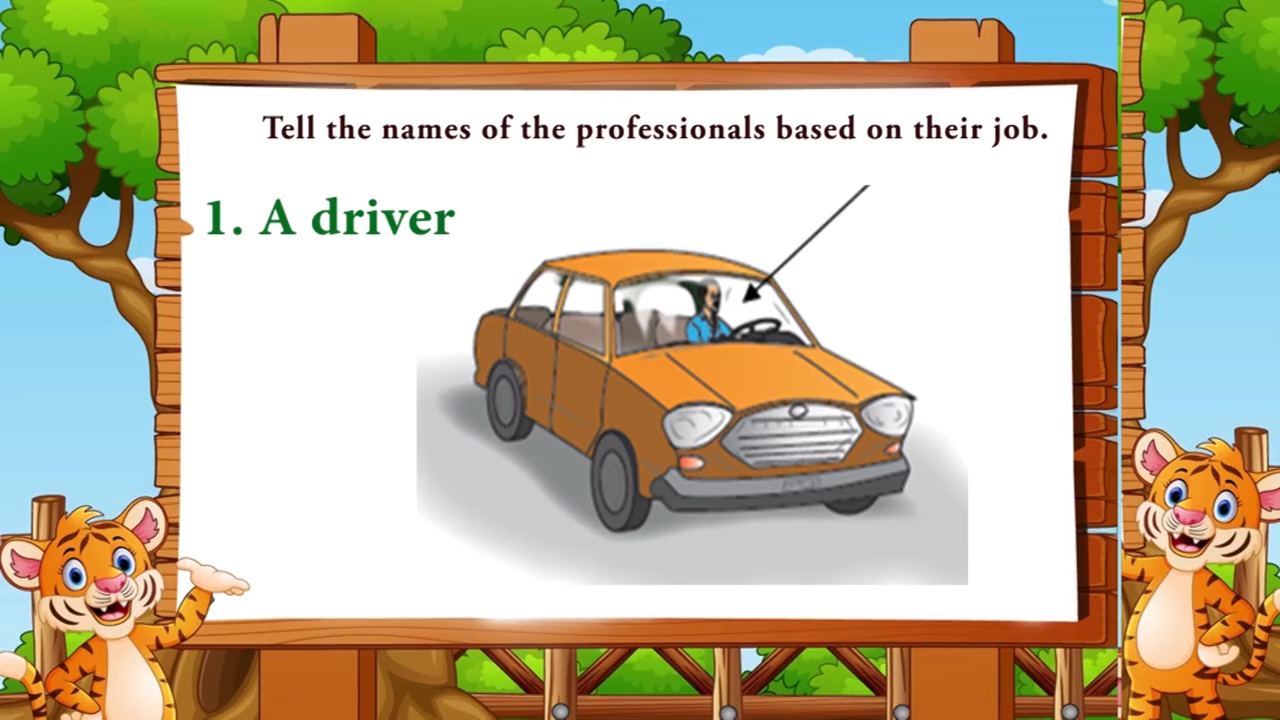 Tell the names of the professionals based on their job.
1. A driver